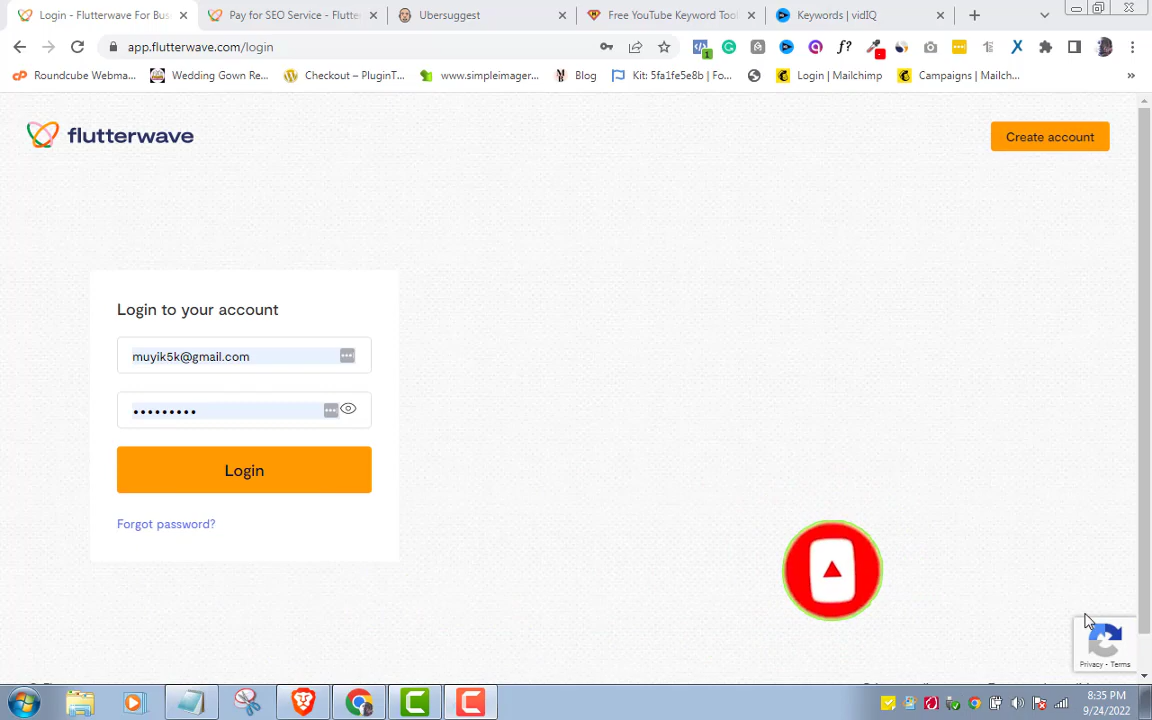 Login - Flutterwave For Bus
Pay for SEO Service - Flutte
Ubersuggest
Free YouTube Keyword Tool
Keywords | vidIQ
app.flutterwave.com/login
1
f?
X
Roundcube Webma...
Wedding Gown Re...
Checkout – PluginT...
www.simpleimager...
Blog
Kit: 5fa1fe5e8b | Fo...
Login | Mailchimp
Campaigns | Mailch...
»
flutterwave
Create account
Login to your account
muyik5k@gmail.com
Login
Forgot password?
Privacy - Terms
8:35 PM
9/24/2022